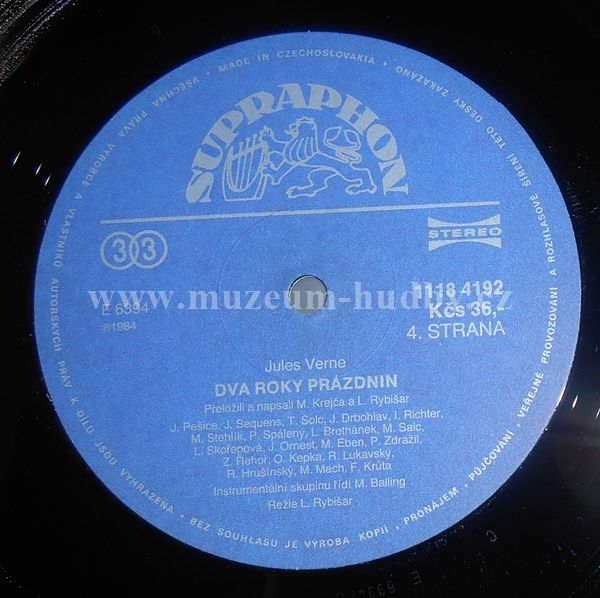 VŠECHNA PRÁVA VÝROBCE A VLASTNÍKŮ AUTORSKÝCH PRÁV K DÍLU JSOU VYHRAZENA • BEZ SOUHLASU JE VÝROBA KOPIÍ, PRONÁJEM, PŮJČOVÁNÍ, VEŘEJNÉ PROVOZOVÁNÍ A ROZHLASOVÉ ŠÍŘENÍ TÉTO DESKY ZAKÁZÁNO • MADE IN CZECHOSLOVAKIA •
SUPRAPHON
33
STEREO
www.muzeum-hudby.cz
1118 4192
E 6394
Kčs 36,-
℗1984
4. STRANA
Jules Verne
DVA ROKY PRÁZDNIN
Přeložili a napsali M. Krejča a L. Rybišar
J. Pešice, J. Sequens, T. Šolc, J. Drbohlav, I. Richter,
M. Stehlík, P. Spálený, L. Brothánek, M. Salc,
L. Skořepová, J. Ornest, M. Eben, P. Zdražil,
Z. Řehoř, O. Kepka, R. Lukavský,
R. Hrušínský, M. Mach, F. Krůta
Instrumentální skupinu řídí M. Balling
Režie L. Rybišar